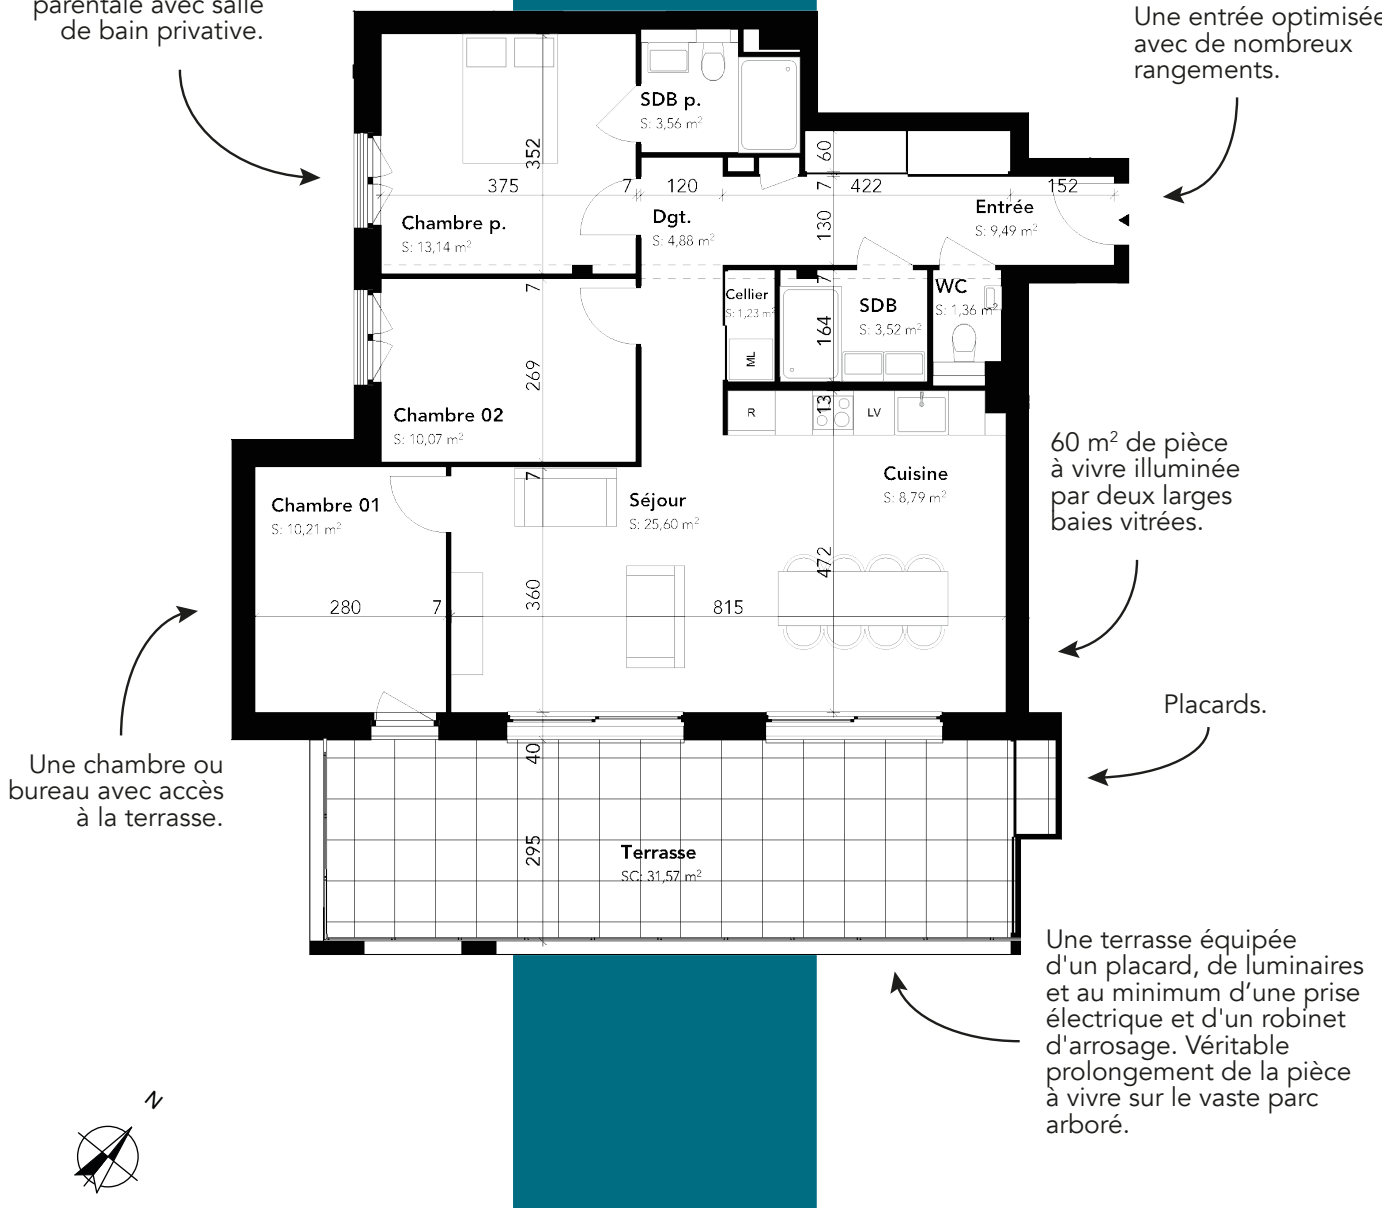 parentale avec salle
de bain privative.
Une entrée optimisée
avec de nombreux
rangements.
SDB p.
S: 3,56 m²
352
60
375
7
120
7
422
152
Chambre p.
S: 13,14 m²
Dgt.
S: 4,88 m²
130
Entrée
S: 9,49 m²
7
7
Cellier
S: 1,23 m²
ML
164
SDB
S: 3,52 m²
WC
S: 1,36 m²
269
Chambre 02
S: 10,07 m²
R
13
LV
60 m² de pièce
à vivre illuminée
par deux larges
baies vitrées.
7
Chambre 01
S: 10,21 m²
Séjour
S: 25,60 m²
Cuisine
S: 8,79 m²
472
360
280
7
815
Placards.
Une chambre ou
bureau avec accès
à la terrasse.
40
295
Terrasse
SC: 31,57 m²
Une terrasse équipée
d'un placard, de luminaires
et au minimum d’une prise
électrique et d'un robinet
d'arrosage. Véritable
prolongement de la pièce
à vivre sur le vaste parc
arboré.
N